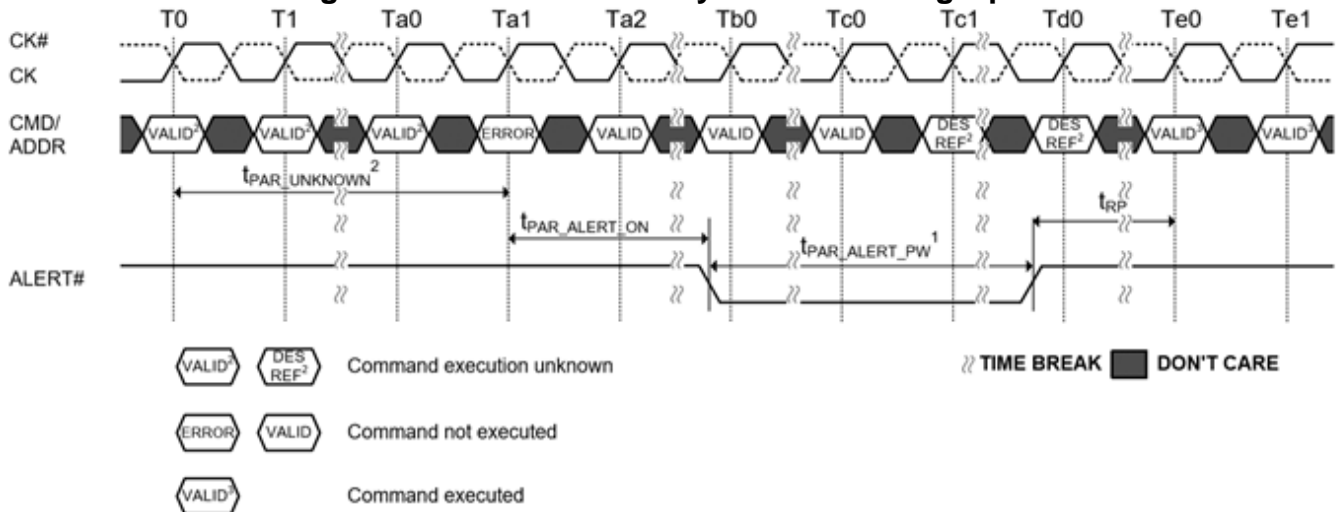 T0 T1 Ta0 Ta1 Ta2 Tb0 Tc0 Tc1 Td0 Te0 Te1
CK#
CK
CMD/
ADDR
VALID² VALID² VALID² ERROR VALID VALID VALID DES REF² DES REF² VALID³ VALID³
tPAR_UNKNOWN²
tRP
tPAR_ALERT_ON
tPAR_ALERT_PW¹
ALERT#
VALID² DES REF² Command execution unknown
TIME BREAK DON'T CARE
ERROR VALID Command not executed
VALID³ Command executed